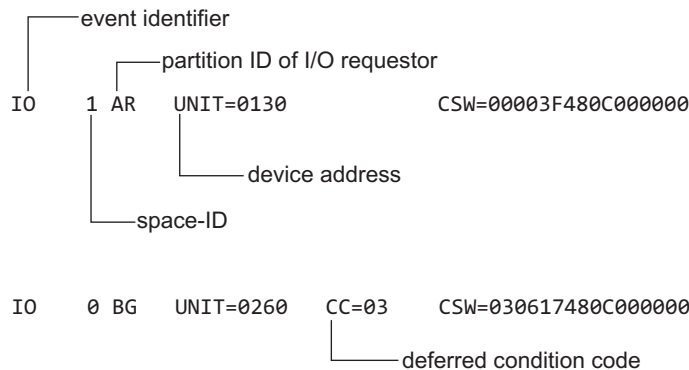 event identifier
partition ID of I/O requestor
IO 1 AR UNIT=0130 CSW=00003F480C000000
device address
space-ID
IO 0 BG UNIT=0260 CC=03 CSW=030617480C000000
deferred condition code